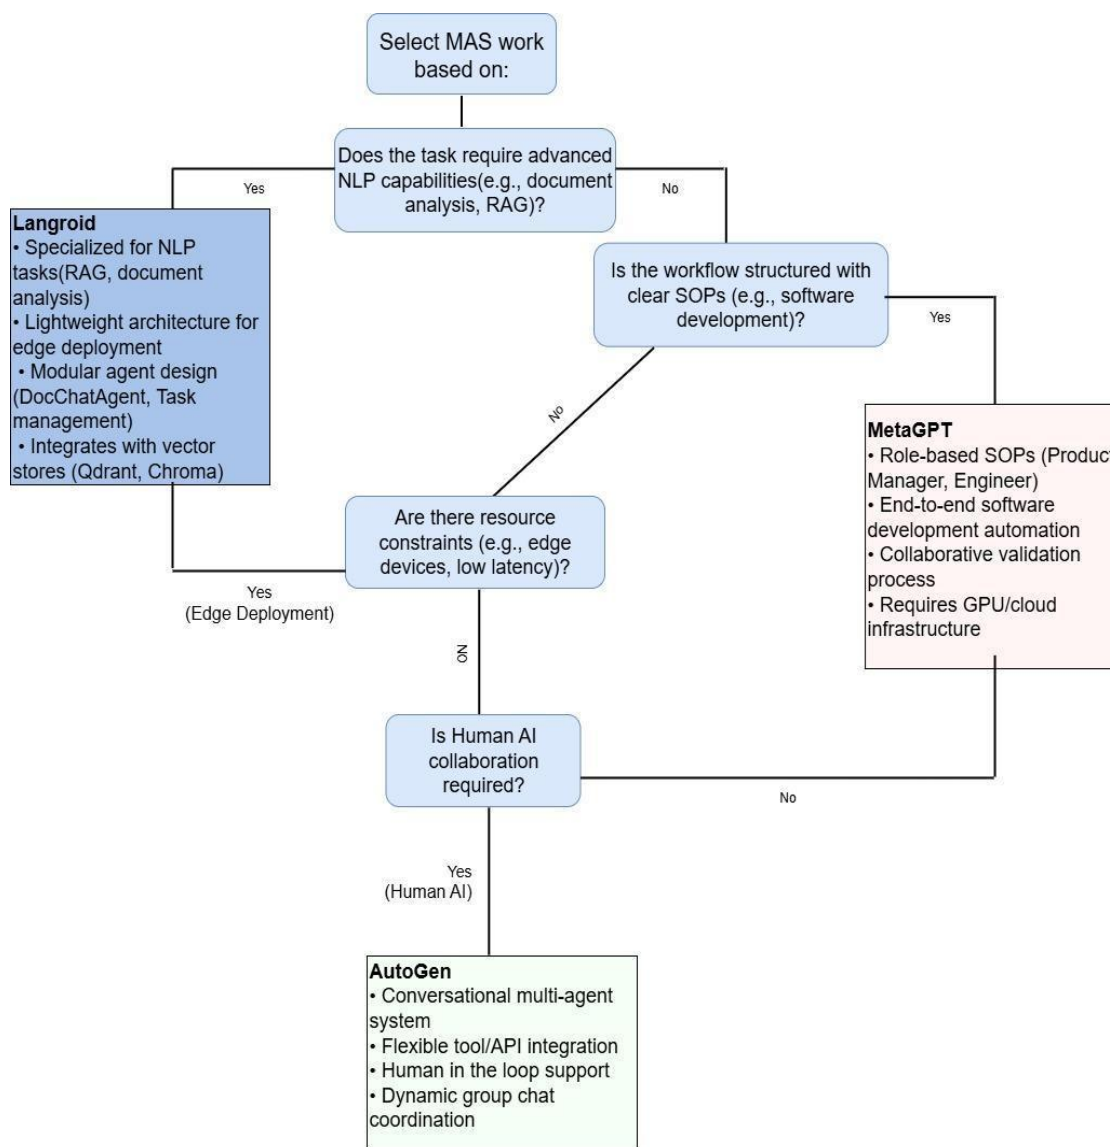 Select MAS work
based on:
Does the task require advanced
NLP capabilities(e.g., document
analysis, RAG)?
Yes
No
Langroid
• Specialized for NLP
tasks(RAG, document
analysis)
• Lightweight architecture for
edge deployment
• Modular agent design
(DocChatAgent, Task
management)
• Integrates with vector
stores (Qdrant, Chroma)
Is the workflow structured with
clear SOPs (e.g., software
development)?
Yes
No
MetaGPT
• Role-based SOPs (Product
Manager, Engineer)
• End-to-end software
development automation
• Collaborative validation
process
• Requires GPU/cloud
infrastructure
Are there resource
constraints (e.g., edge
devices, low latency)?
Yes
(Edge Deployment)
NO
Is Human AI
collaboration
required?
No
Yes
(Human AI)
AutoGen
• Conversational multi-agent
system
• Flexible tool/API integration
• Human in the loop support
• Dynamic group chat
coordination